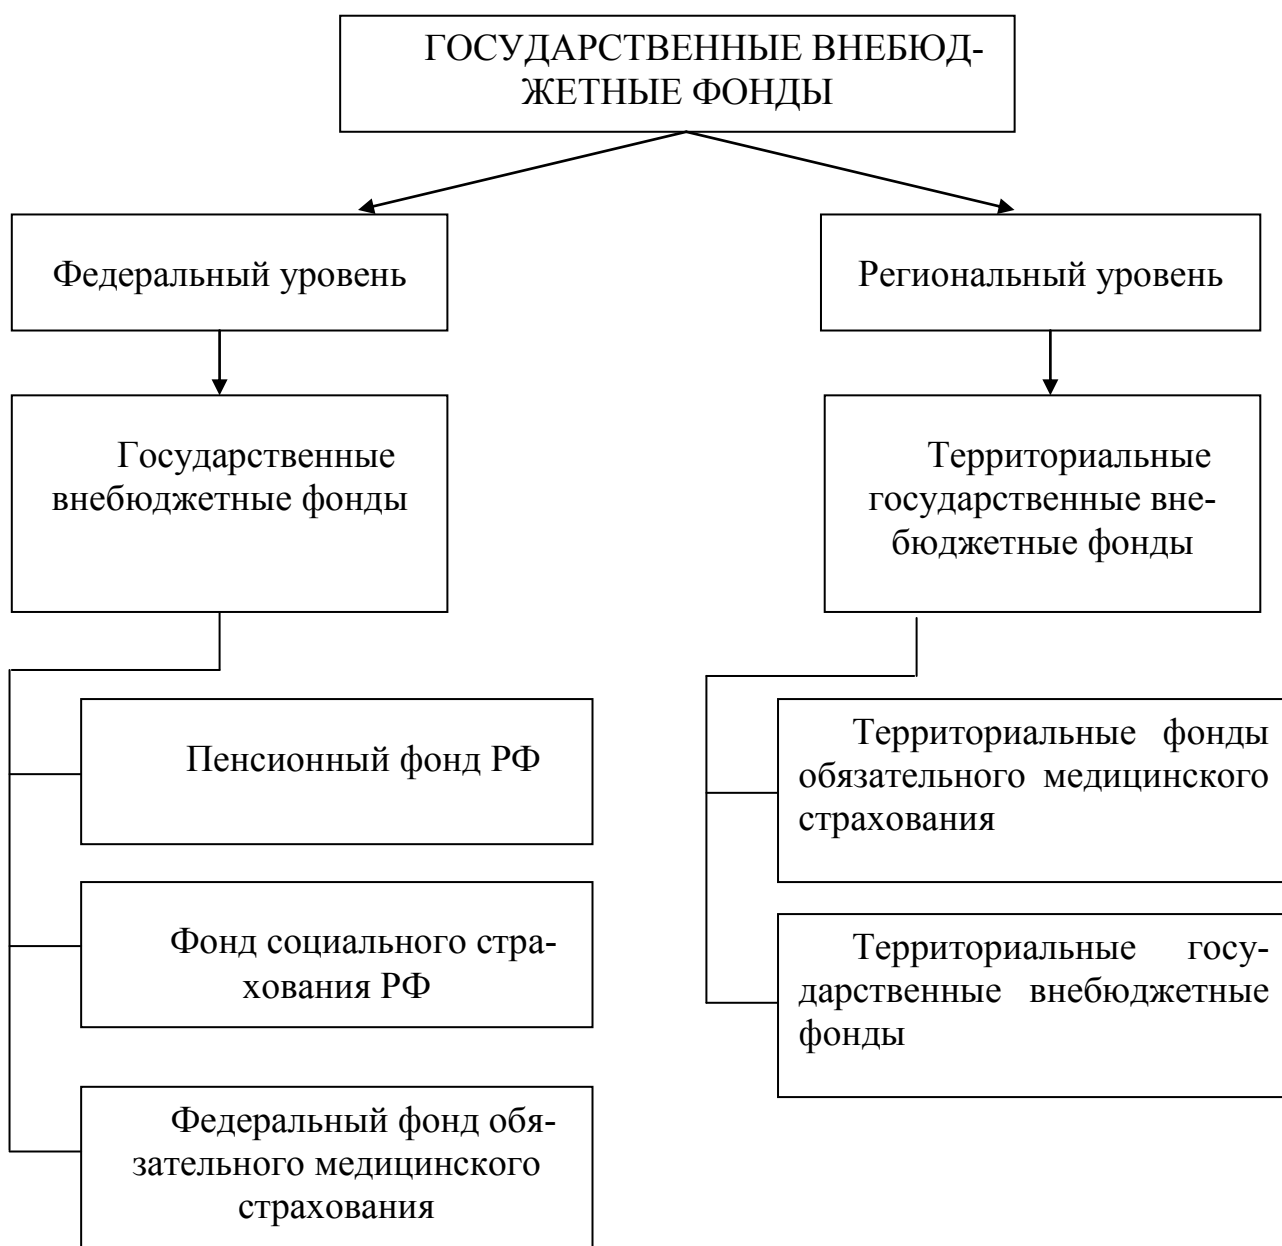 ГОСУДАРСТВЕННЫЕ ВНЕБЮД-
ЖЕТНЫЕ ФОНДЫ
Федеральный уровень
Региональный уровень
Государственные
внебюджетные фонды
Территориальные
государственные вне-
бюджетные фонды
Пенсионный фонд РФ
Фонд социального стра-
хования РФ
Федеральный фонд обя-
зательного медицинского
страхования
Территориальные фонды
обязательного медицинского
страхования
Территориальные госу-
дарственные внебюджетные
фонды